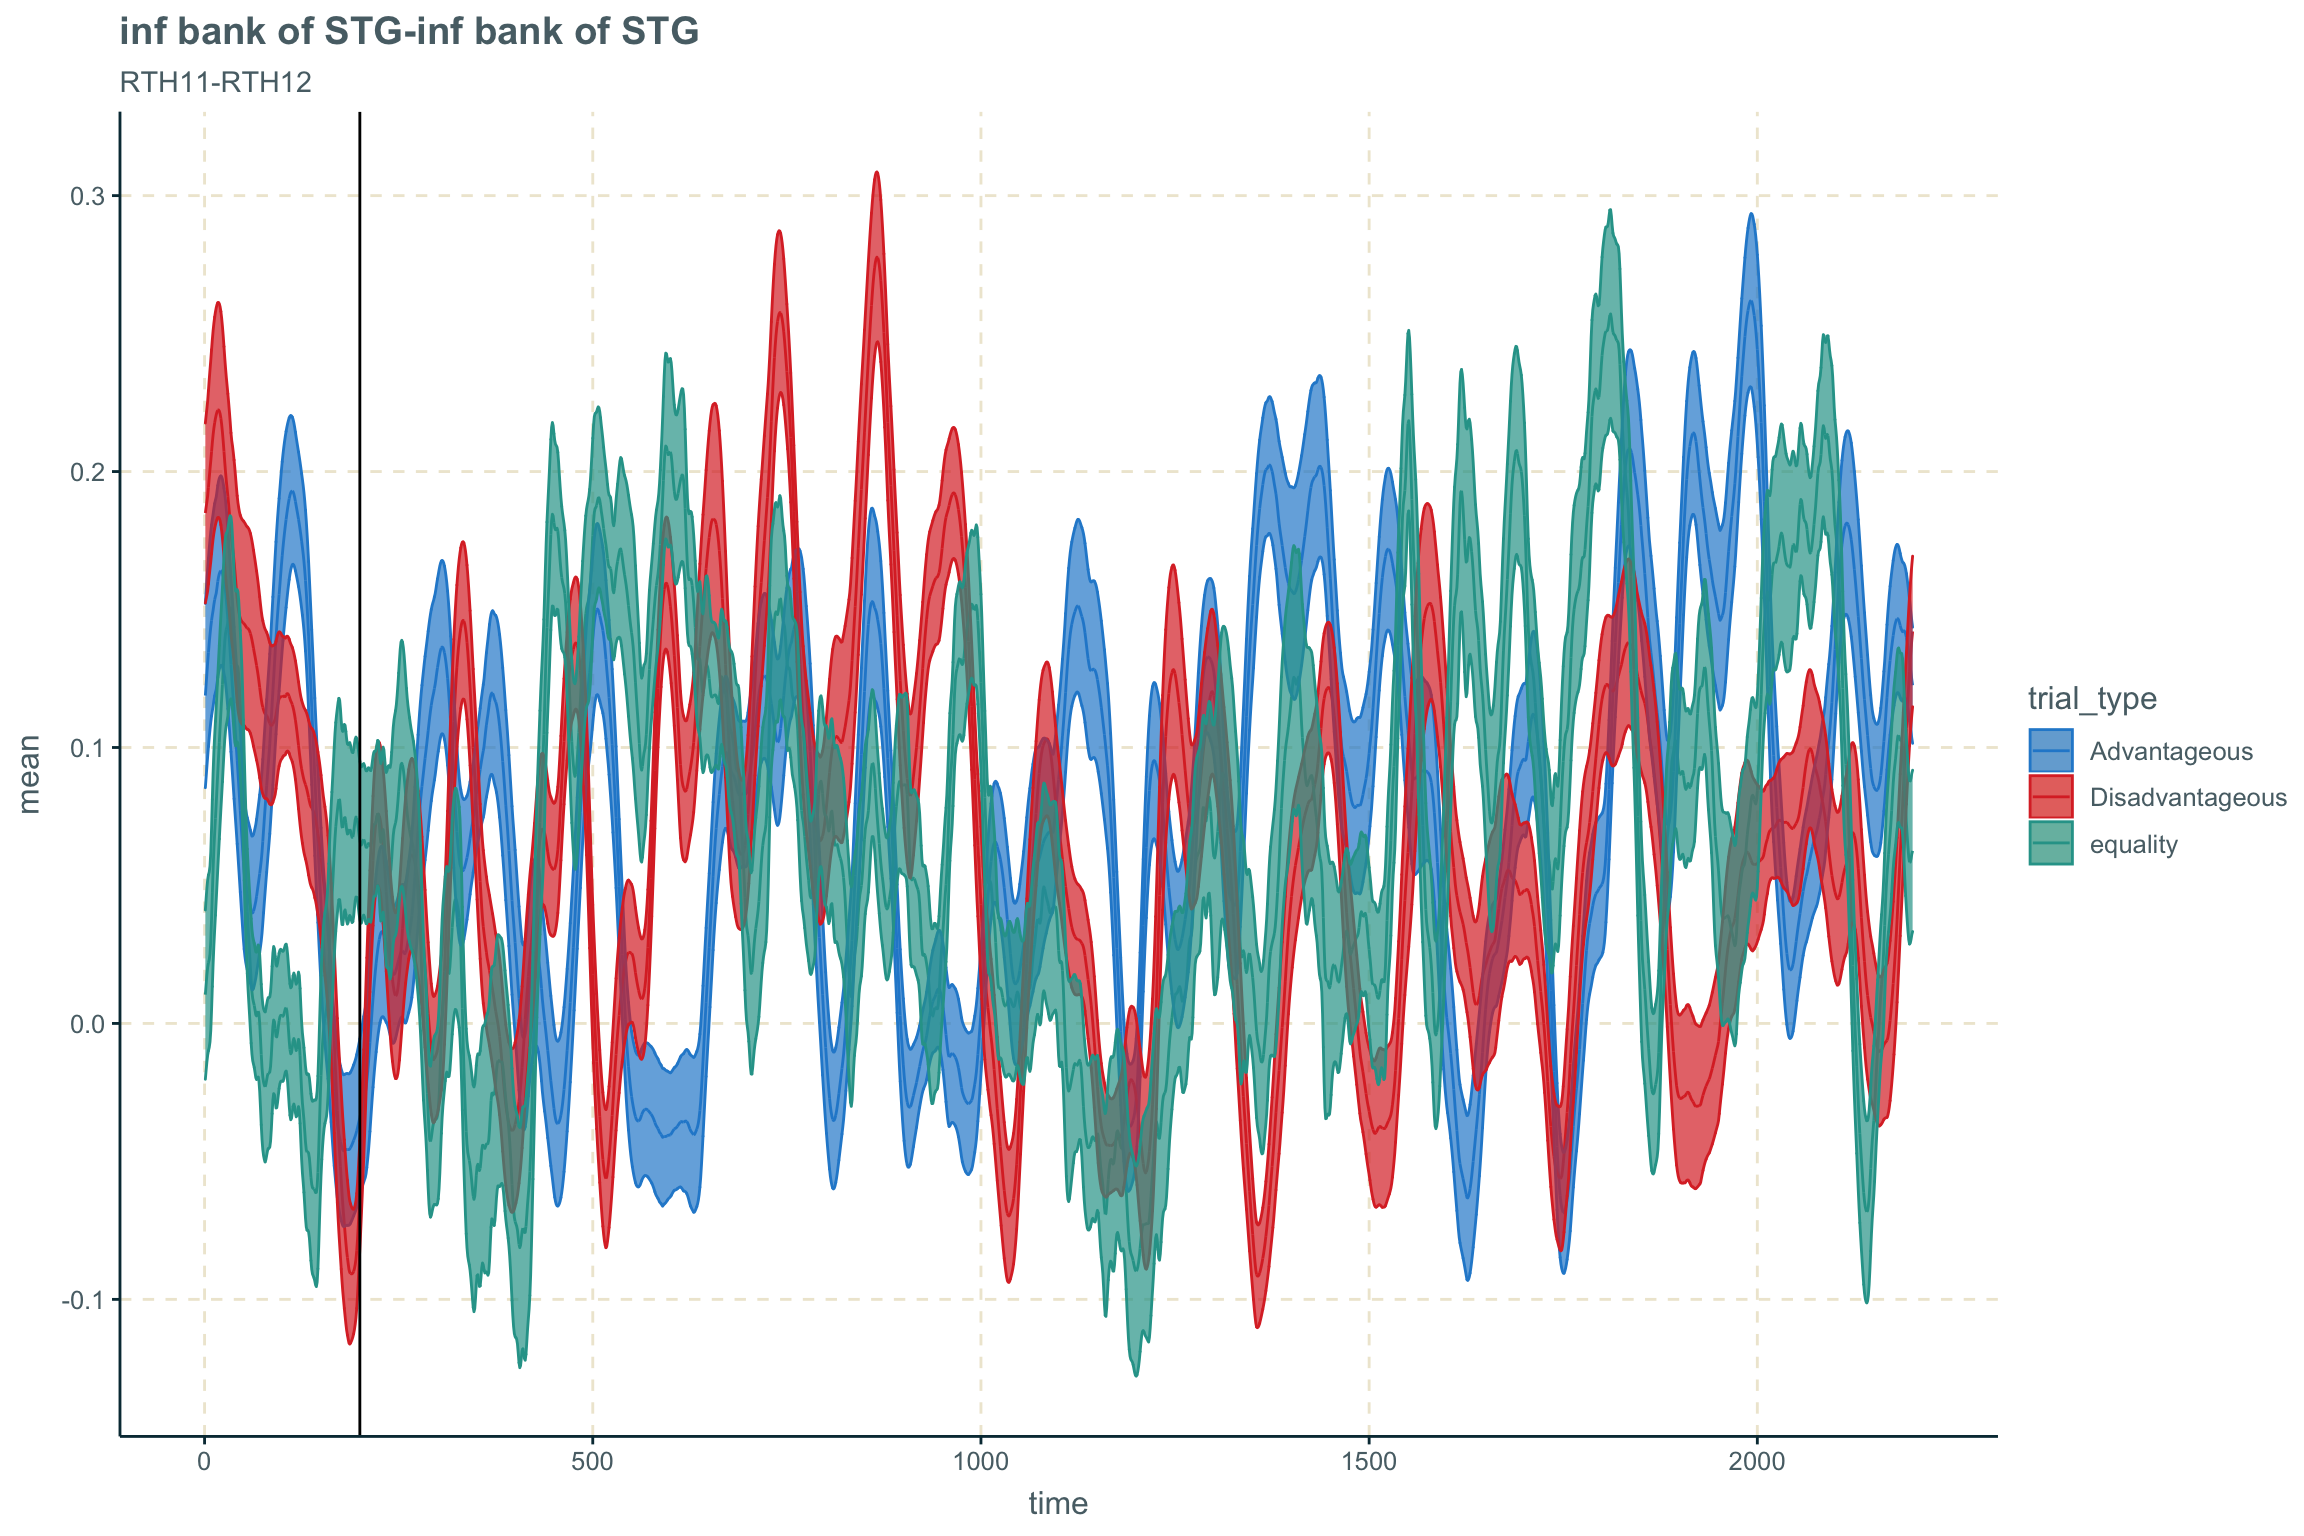 inf bank of STG-inf bank of STG
RTH11-RTH12
mean
0.3
0.2
0.1
0.0
-0.1
0
500
1000
1500
2000
time
trial_type
Advantageous
Disadvantageous
equality